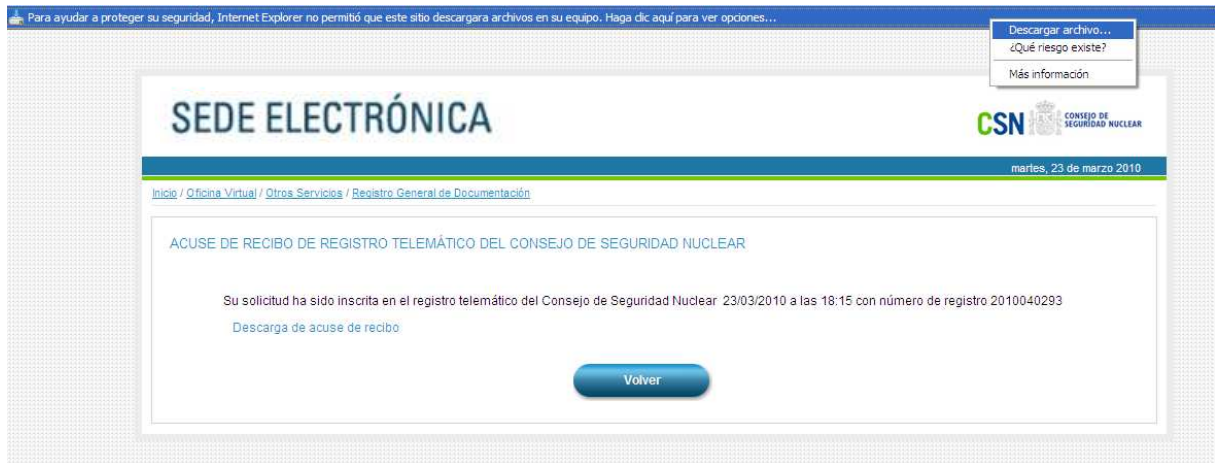 Para ayudar a proteger su seguridad, Internet Explorer no permitió que este sitio descargara archivos en su equipo. Haga clic aquí para ver opciones...
Descargar archivo...
¿Qué riesgo existe?
Más información
SEDE ELECTRÓNICA
CSN CONSEJO DE
SEGURIDAD NUCLEAR
martes, 23 de marzo 2010
Inicio / Oficina Virtual / Otros Servicios / Registro General de Documentación
ACUSE DE RECIBO DE REGISTRO TELEMÁTICO DEL CONSEJO DE SEGURIDAD NUCLEAR
Su solicitud ha sido inscrita en el registro telemático del Consejo de Seguridad Nuclear 23/03/2010 a las 18:15 con número de registro 2010040293
Descarga de acuse de recibo
Volver